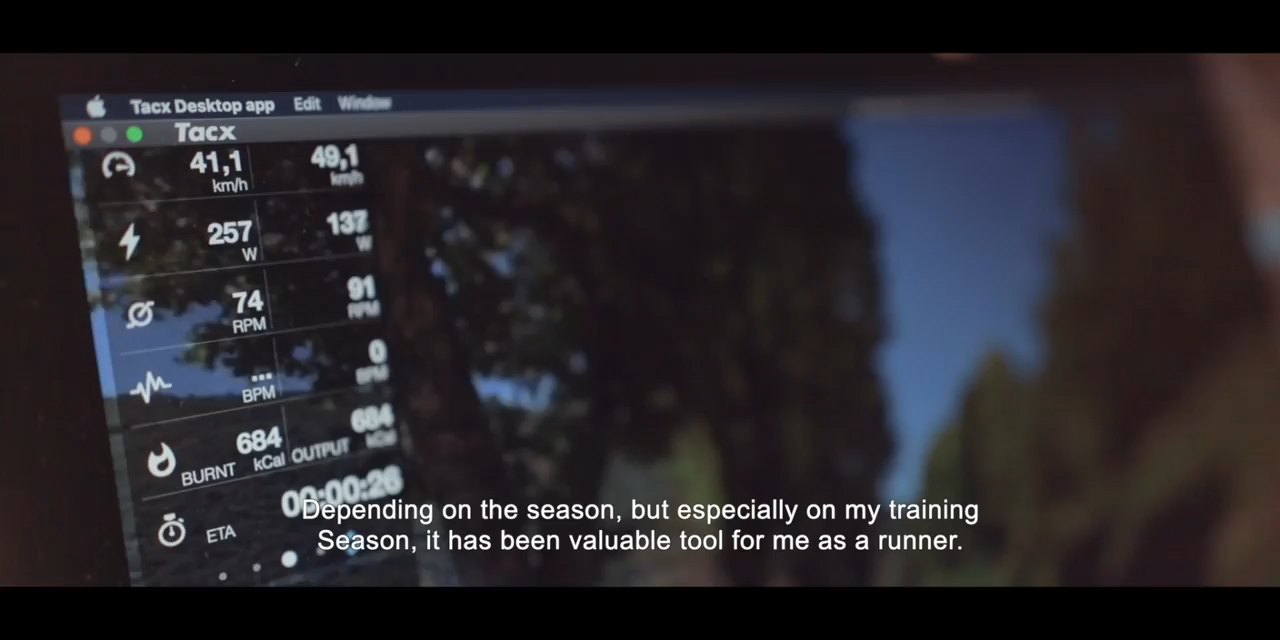 Tacx Desktop app Edit Window
Tacx
41,1 49,1
km/h km/h
257 137
W W
74 91
RPM RPM
... 0
BPM BPM
684 684
BURNT kCal OUTPUT kCal
00:00:26
ETA
Depending on the season, but especially on my training
Season, it has been valuable tool for me as a runner.